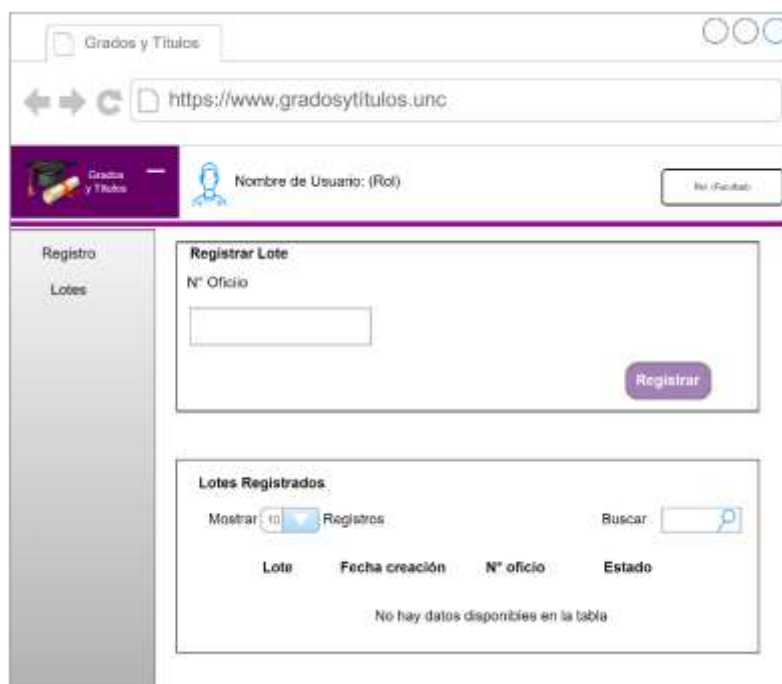 Grados y Títulos
https://www.gradosytitulos.unc
Grados
y Títulos
Nombre de Usuario: (Rol)
Registro
Lotes
Registrar Lote
N° Oficio
Registrar
Lotes Registrados
Mostrar 10 Registros
Buscar
Lote Fecha creación N° oficio Estado
No hay datos disponibles en la tabla